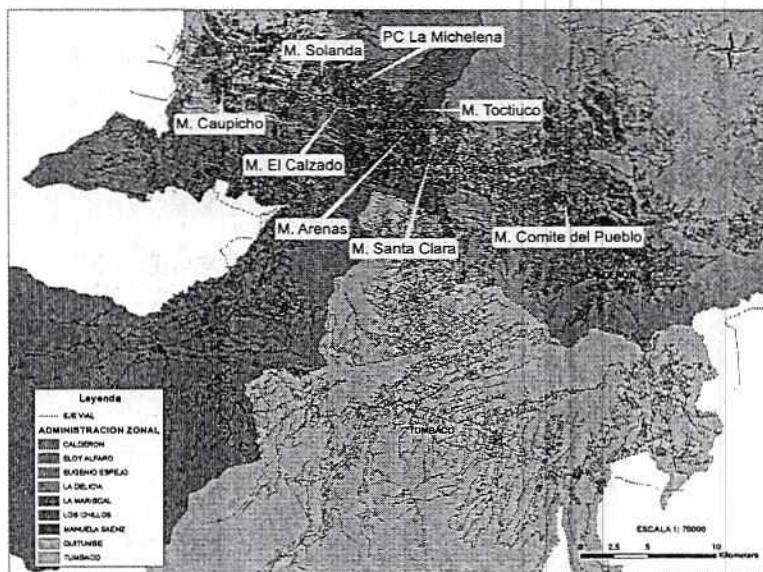 PC La Michelena
M. Solanda
M. Caupicho
M. Toctiuco
M. El Calzado
M. Arenas
M. Santa Clara
M. Comite del Pueblo
TUMBACO
Leyenda
EJE VIAL
ADMINISTRACION ZONAL
CALDERON
ELOY ALFARO
EUGENIO ESPEJO
LA DELICIA
LA MARISCAL
LOS CHILLOS
MANUELA SAENZ
QUITUMBE
TUMBACO
ESCALA 1: 70000
0 2.5 5 10
Kilometers